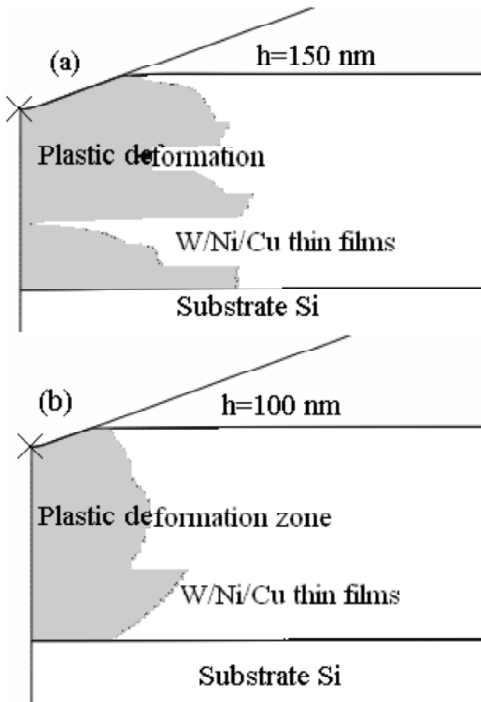 (a)
h=150 nm
Plastic deformation
W/Ni/Cu thin films
Substrate Si
(b)
h=100 nm
Plastic deformation zone
W/Ni/Cu thin films
Substrate Si